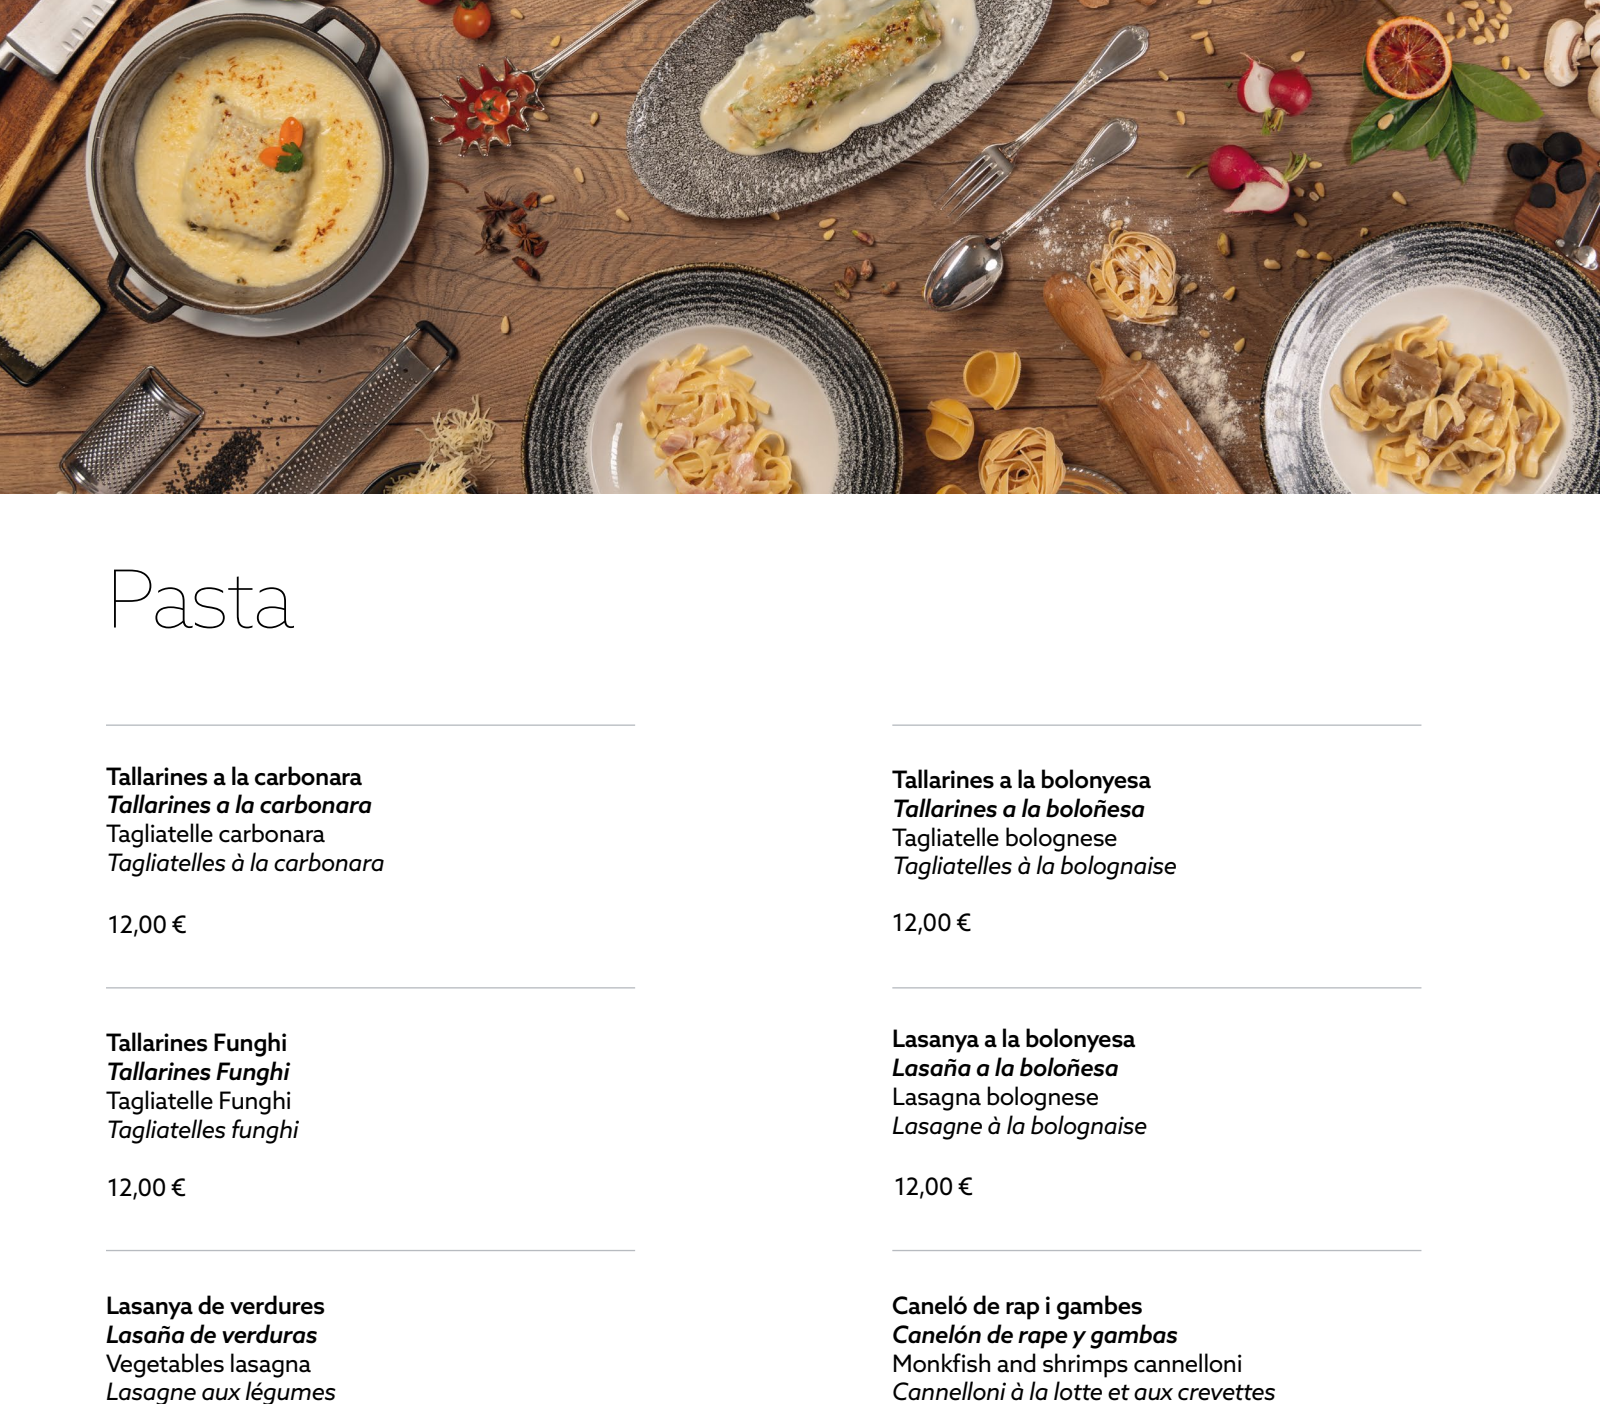 Pasta
Tallarines a la carbonara
Tallarines a la carbonara
Tagliatelle carbonara
Tagliatelles à la carbonara
12,00 €
Tallarines a la bolonyesa
Tallarines a la boloñesa
Tagliatelle bolognese
Tagliatelles à la bolognaise
12,00 €
Tallarines Funghi
Tallarines Funghi
Tagliatelle Funghi
Tagliatelles funghi
12,00 €
Lasanya a la bolonyesa
Lasaña a la boloñesa
Lasagna bolognese
Lasagne à la bolognaise
12,00 €
Lasanya de verdures
Lasaña de verduras
Vegetables lasagna
Lasagne aux légumes
Caneló de rap i gambes
Canelón de rape y gambas
Monkfish and shrimps cannelloni
Cannelloni à la lotte et aux crevettes